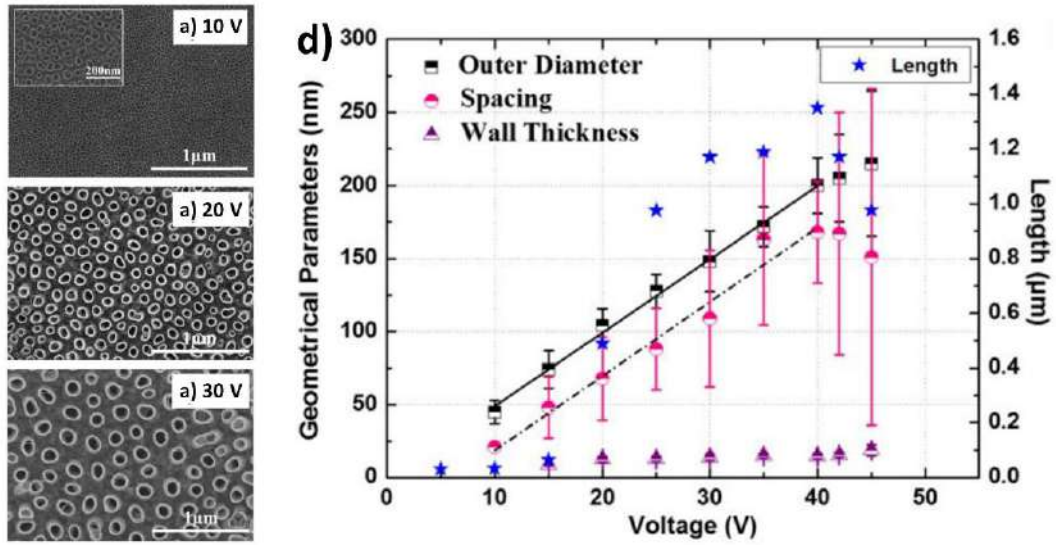 a) 10 V
200nm
1µm
a) 20 V
1µm
a) 30 V
1µm
d)
300
250
200
150
100
50
0
Geometrical Parameters (nm)
Outer Diameter
Spacing
Wall Thickness
Length
1.6
1.4
1.2
1.0
0.8
0.6
0.4
0.2
0.0
Length (µm)
0 10 20 30 40 50
Voltage (V)